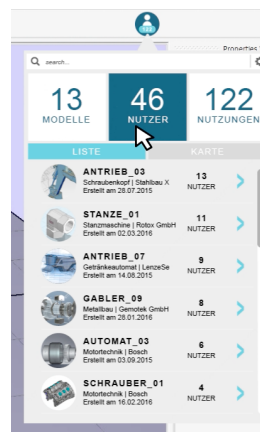 122
Properties
search...
13
MODELLE
46
NUTZER
122
NUTZUNGEN
LISTE
KARTE
ANTRIEB_03
Schraubenkopf | Stahlbau X
Erstellt am 28.07.2015
13
NUTZER
STANZE_01
Stanzmaschine | Rotox GmbH
Erstellt am 02.03.2016
11
NUTZER
ANTRIEB_07
Getränkeautomat | LenzeSe
Erstellt am 14.08.2015
9
NUTZER
GABLER_09
Metallbau | Gemotek GmbH
Erstellt am 28.01.2016
8
NUTZER
AUTOMAT_03
Motortechnik | Bosch
Erstellt am 03.09.2015
6
NUTZER
SCHRAUBER_01
Motortechnik | Bosch
Erstellt am 16.02.2016
4
NUTZER